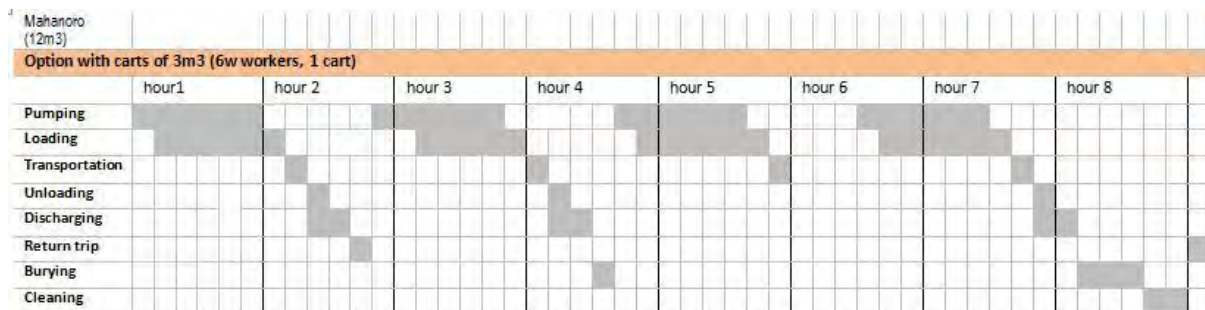 Mahanoro
(12m3)
Option with carts of 3m3 (6w workers, 1 cart)
hour1 hour 2 hour 3 hour 4 hour 5 hour 6 hour 7 hour 8
Pumping
Loading
Transportation
Unloading
Discharging
Return trip
Burying
Cleaning